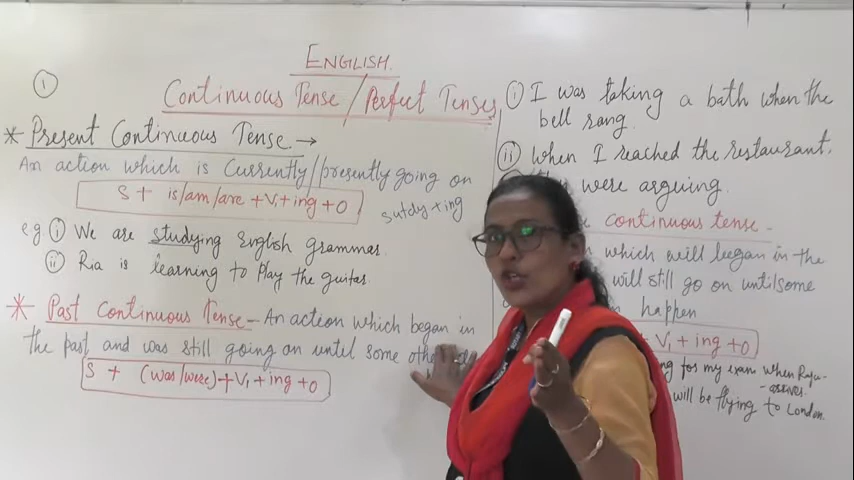 ENGLISH.
①
Continuous Tense / Perfect Tenses
* Present Continuous Tense →
An action which is Currently/presently going on
S + is/am/are + V₁ + ing + O
sutdy + ing
eg ⓘ We are studying English grammar.
ⓘⓘ Ria is learning to Play the guitar.
* Past Continuous Tense - An action which began in
the past and was still going on until some
S + (was/were) + V₁ + ing + O
ⓘ I was taking a bath when the
bell rang.
ⓘⓘ When I reached the restaurant.
were arguing.
continuous tense -
which will began in the
will still go on until some
happen
V₁ + ing + O
for my exam when Raju
arrives.
will be flying to London.